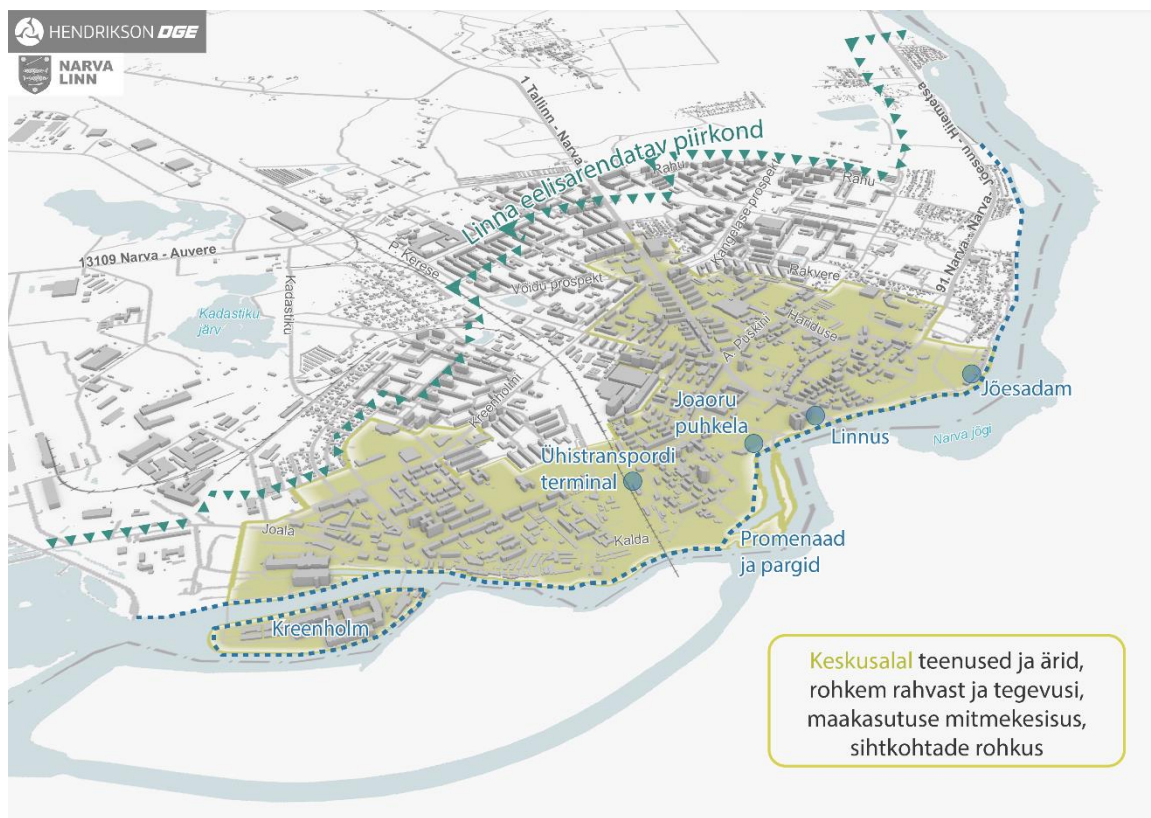 HENDRIKSON DGE
NARVA
LINN
1 Tallinn - Narva
Linna eelisarendatav piirkond
Rahu
Rahu
Jõesuu - Hiiemetsa
91 Narva - Narva-
13109 Narva - Auvere
P. Kerese
Kangelase prospekt
Rakvere
Võidu prospekt
Kadastiku
Kadastiku
järv
A. Puškini
Hariduse
Jõesadam
Joaoru
puhkela
Linnus
Narva jõgi
Kreenholmi
Ühistranspordi
terminal
Joala
Kalda
Promenaad
ja pargid
Kreenholm
Keskusalal teenused ja ärid,
rohkem rahvast ja tegevusi,
maakasutuse mitmekesisus,
sihtkohtade rohkus